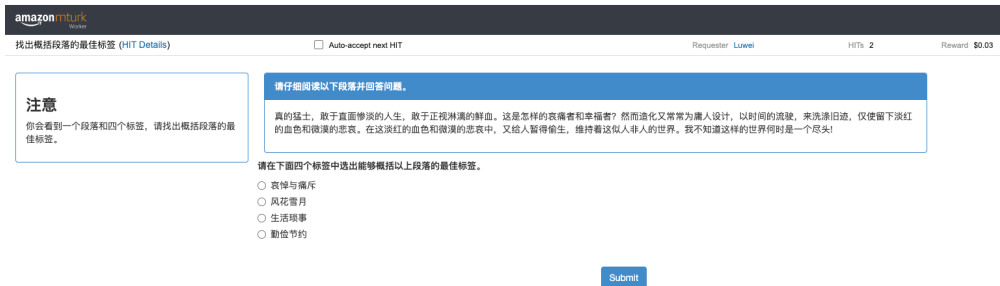 amazonmturk
Worker
找出概括段落的最佳标签 (HIT Details)
Auto-accept next HIT
Requester Luwei
HITs 2
Reward $0.03
注意
你会看到一个段落和四个标签，请找出概括段落的最
佳标签。
请仔细阅读以下段落并回答问题。
真的猛士，敢于直面惨淡的人生，敢于正视淋漓的鲜血。这是怎样的哀痛者和幸福者？然而造化又常常为庸人设计，以时间的流驶，来洗涤旧迹，仅使留下淡红
的血色和微漠的悲哀。在这淡红的血色和微漠的悲哀中，又给人暂得偷生，维持着这似人非人的世界。我不知道这样的世界何时是一个尽头！
请在下面四个标签中选出能够概括以上段落的最佳标签。
哀悼与痛斥
风花雪月
生活琐事
勤俭节约
Submit